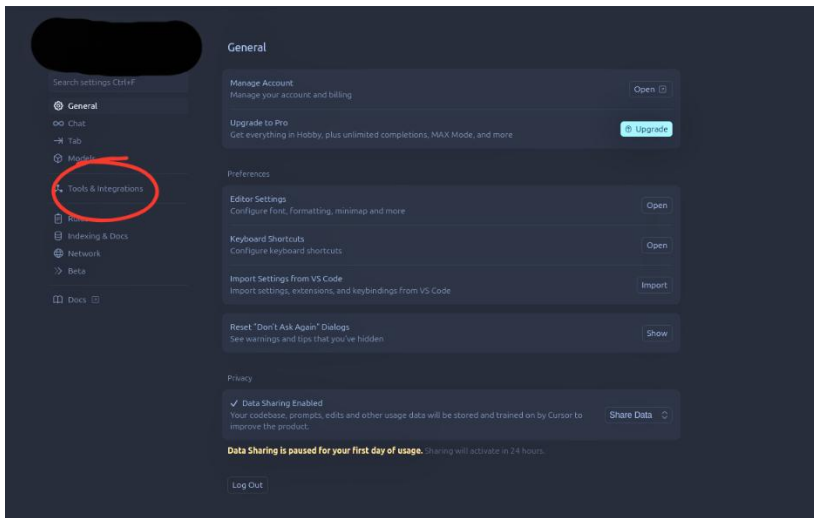 Search settings Ctrl+F
General
Chat
Tab
Models
Tools & Integrations
Indexing & Docs
Network
Beta
Docs
General
Manage Account
Manage your account and billing
Open
Upgrade to Pro
Get everything in Hobby, plus unlimited completions, MAX Mode, and more
Upgrade
Preferences
Editor Settings
Configure font, formatting, minimap and more
Open
Keyboard Shortcuts
Configure keyboard shortcuts
Open
Import Settings from VS Code
Import settings, extensions, and keybindings from VS Code
Import
Reset "Don't Ask Again" Dialogs
See warnings and tips that you've hidden
Show
Privacy
Data Sharing Enabled
Your codebase, prompts, edits and other usage data will be stored and trained on by Cursor to
improve the product.
Share Data
Data Sharing is paused for your first day of usage. Sharing will activate in 24 hours.
Log Out